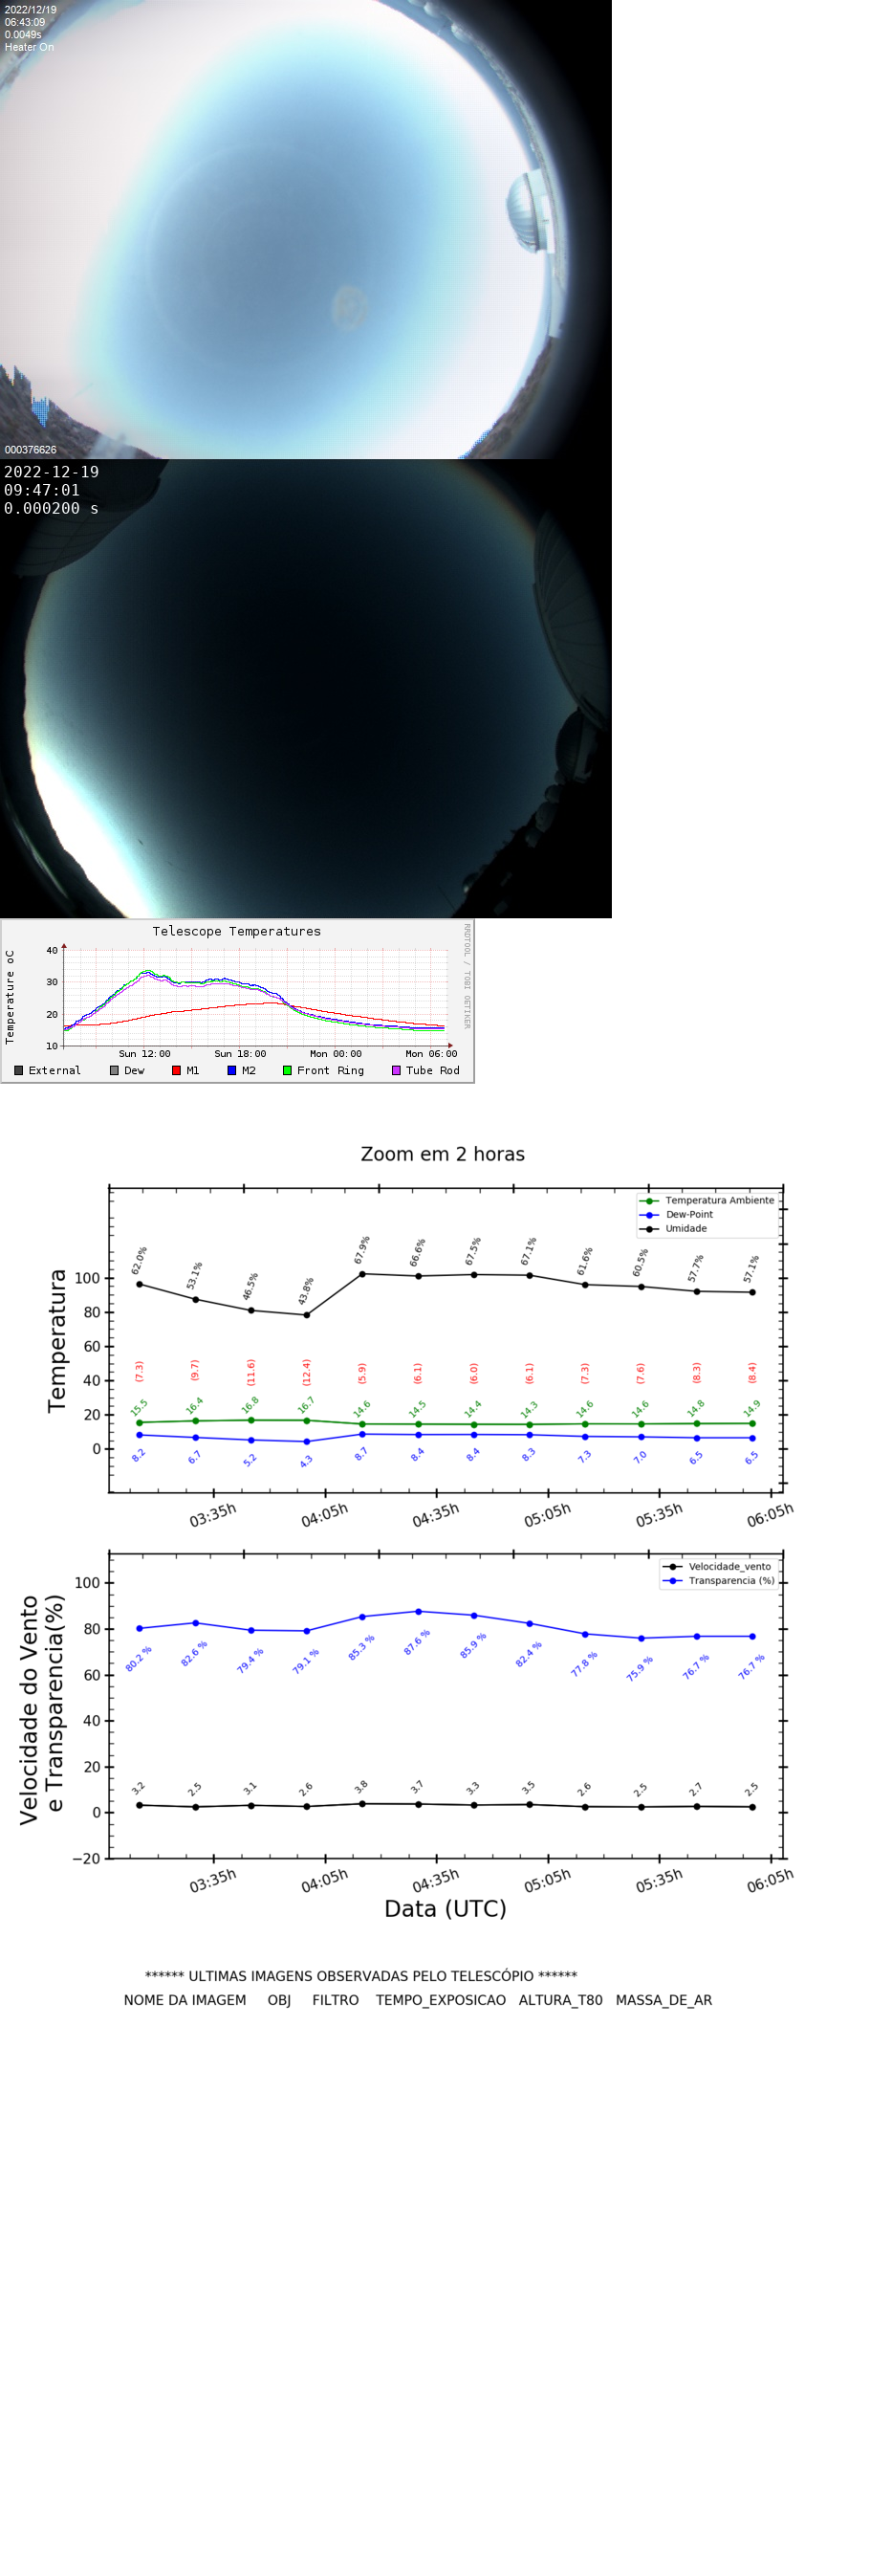 2022/12/19
06:43:09
0.0049s
Heater On
000376626
2022-12-19
09:47:01
0.000200 s
Telescope Temperatures
RRDTOOL / TOBI OETIKER
Temperature oC
40
30
20
10
Sun 12:00 Sun 18:00 Mon 00:00 Mon 06:00
External Dew M1 M2 Front Ring Tube Rod
Zoom em 2 horas
Temperatura Ambiente
Dew-Point
Umidade
Temperatura
100
80
60
40
20
0
62.0% 53.1% 46.5% 43.8% 67.9% 66.6% 67.5% 67.1% 61.6% 60.5% 57.7% 57.1%
(7.3) (9.7) (11.6) (12.4) (5.9) (6.1) (6.0) (6.1) (7.3) (7.6) (8.3) (8.4)
15.5 16.4 16.8 16.7 14.6 14.5 14.4 14.3 14.6 14.6 14.8 14.9
8.2 6.7 5.2 4.3 8.7 8.4 8.4 8.3 7.3 7.0 6.5 6.5
03:35h 04:05h 04:35h 05:05h 05:35h 06:05h
Velocidade_vento
Transparencia (%)
Velocidade do Vento
e Transparencia(%)
100
80
60
40
20
0
−20
80.2 % 82.6 % 79.4 % 79.1 % 85.3 % 87.6 % 85.9 % 82.4 % 77.8 % 75.9 % 76.7 % 76.7 %
3.2 2.5 3.1 2.6 3.8 3.7 3.3 3.5 2.6 2.5 2.7 2.5
03:35h 04:05h 04:35h 05:05h 05:35h 06:05h
Data (UTC)
****** ULTIMAS IMAGENS OBSERVADAS PELO TELESCÓPIO ******
NOME DA IMAGEM OBJ FILTRO TEMPO_EXPOSICAO ALTURA_T80 MASSA_DE_AR